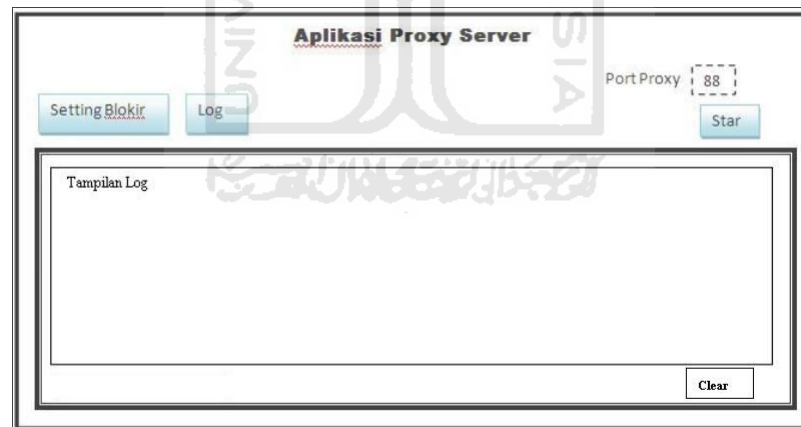 Aplikasi Proxy Server
Port Proxy 88
Setting Blokir Log
Star
Tampilan Log
Clear